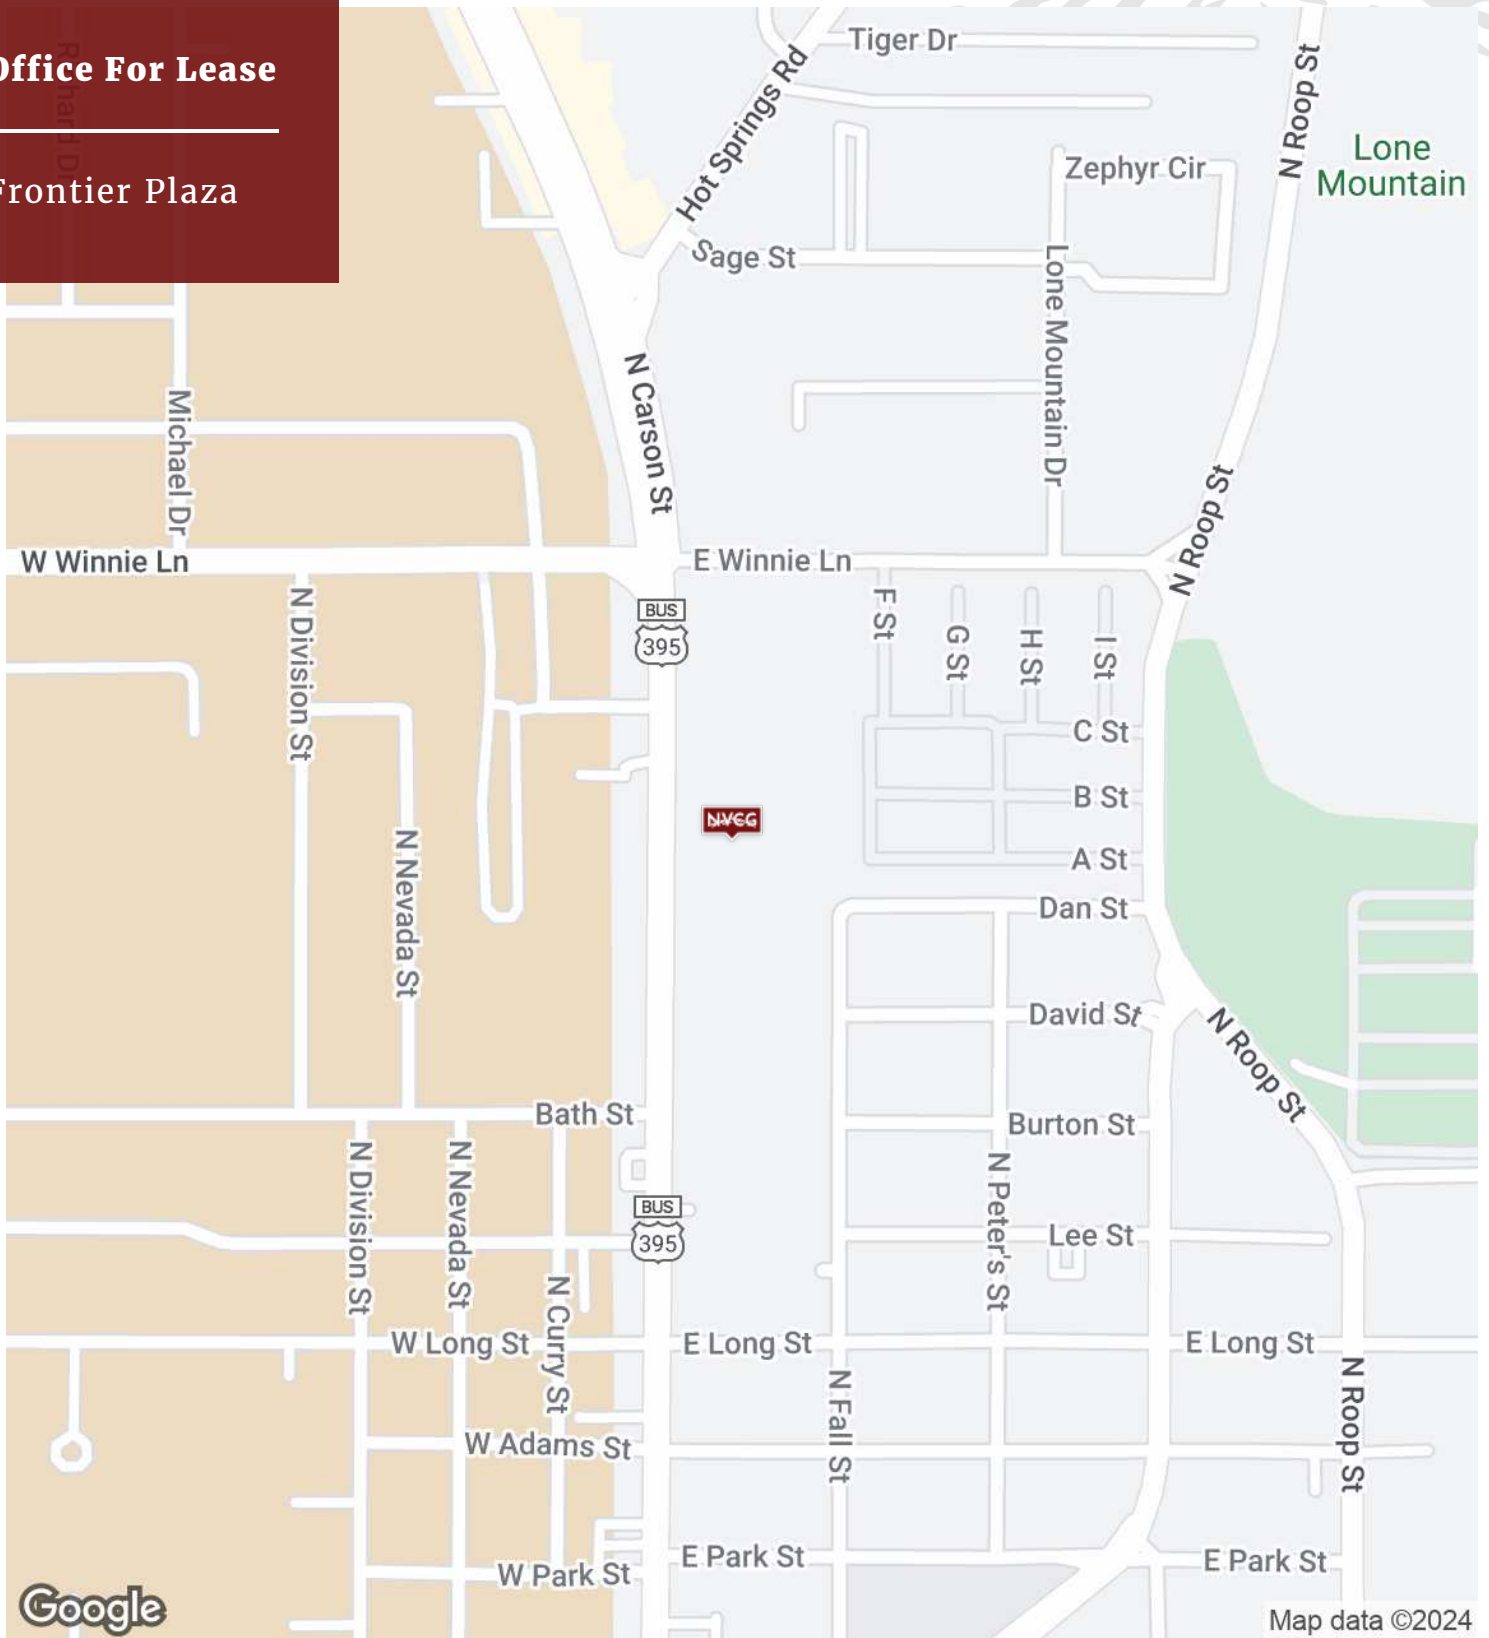 Office For Lease
Frontier Plaza
Richard Dr
Tiger Dr
Hot Springs Rd
N Roop St
Lone
Mountain
Zephyr Cir
Sage St
Lone Mountain Dr
N Carson St
Michael Dr
N Roop St
W Winnie Ln
E Winnie Ln
BUS
395
F St
G St
H St
I St
N Division St
C St
B St
NVCG
A St
N Nevada St
Dan St
David St
N Roop St
Bath St
Burton St
N Division St
N Nevada St
N Peter's St
BUS
395
Lee St
N Curry St
W Long St
E Long St
E Long St
N Fall St
N Roop St
W Adams St
E Park St
E Park St
W Park St
Google
Map data ©2024